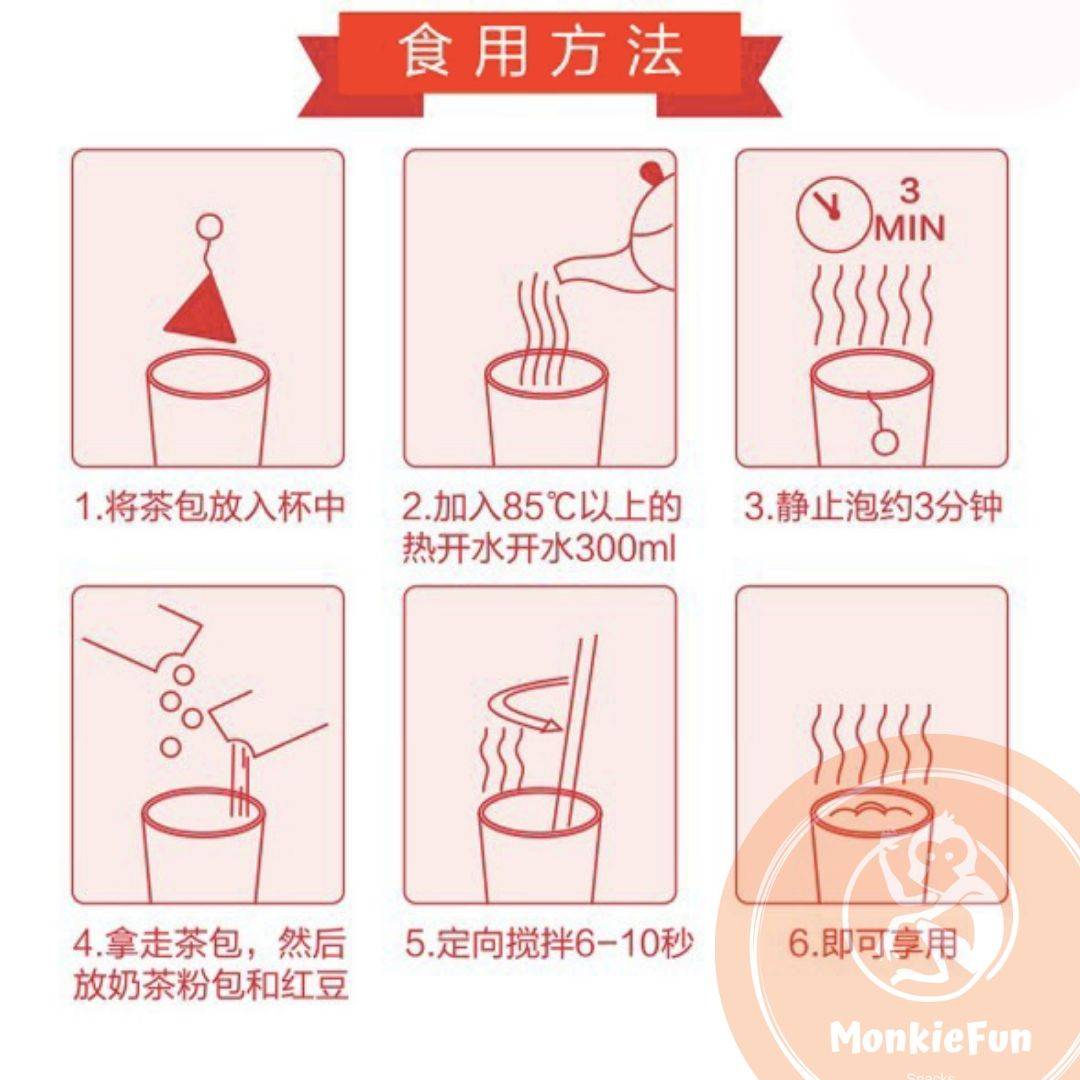 食用方法
3
MIN
1.将茶包放入杯中
2.加入85℃以上的
热开水开水300ml
3.静止泡约3分钟
4.拿走茶包，然后
放奶茶粉包和红豆
5.定向搅拌6-10秒
6.即可享用
MonkieFun
Snacks